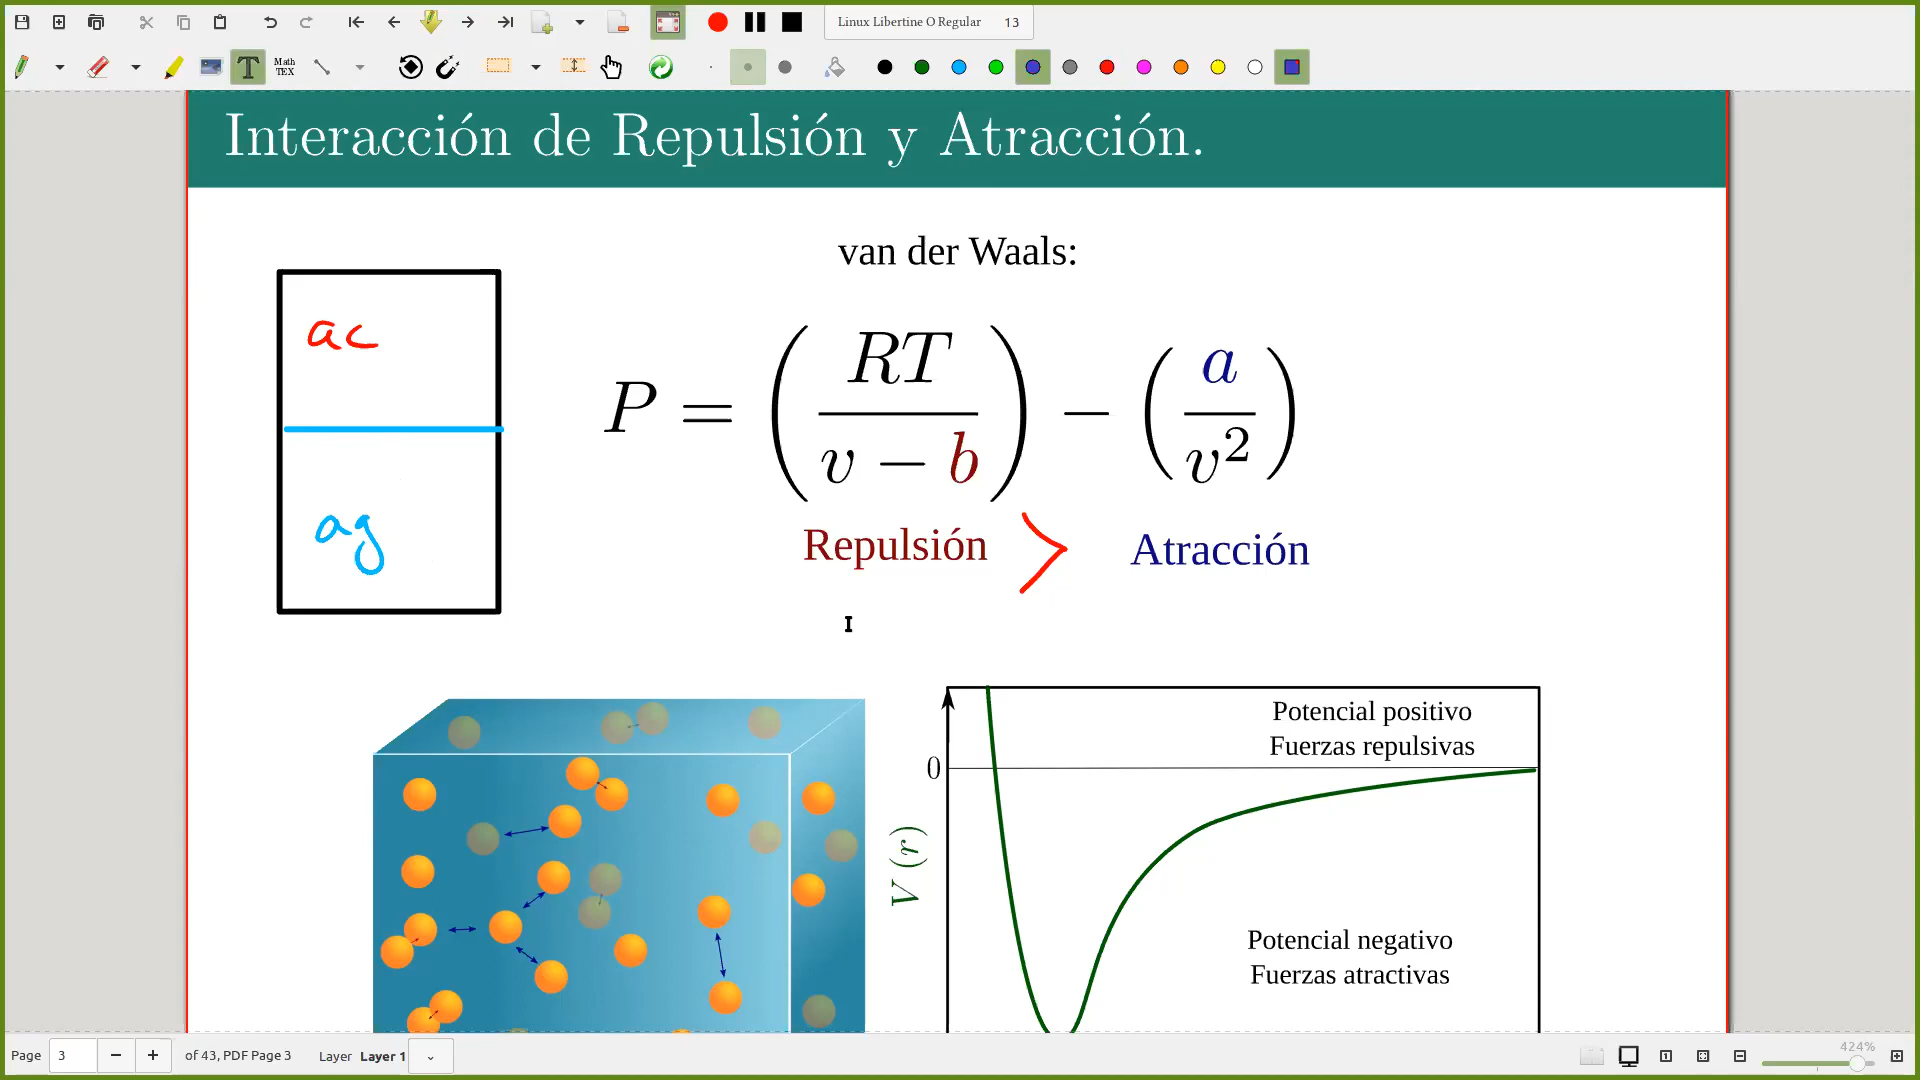 Linux Libertine O Regular 13
Math
TEX
Interacción de Repulsión y Atracción.
van der Waals:
ac
ag
P = ( RT / v − b ) − ( a / v² )
Repulsión > Atracción
Potencial positivo
Fuerzas repulsivas
0
V (r)
Potencial negativo
Fuerzas atractivas
Page 3 of 43, PDF Page 3 Layer Layer 1
424%